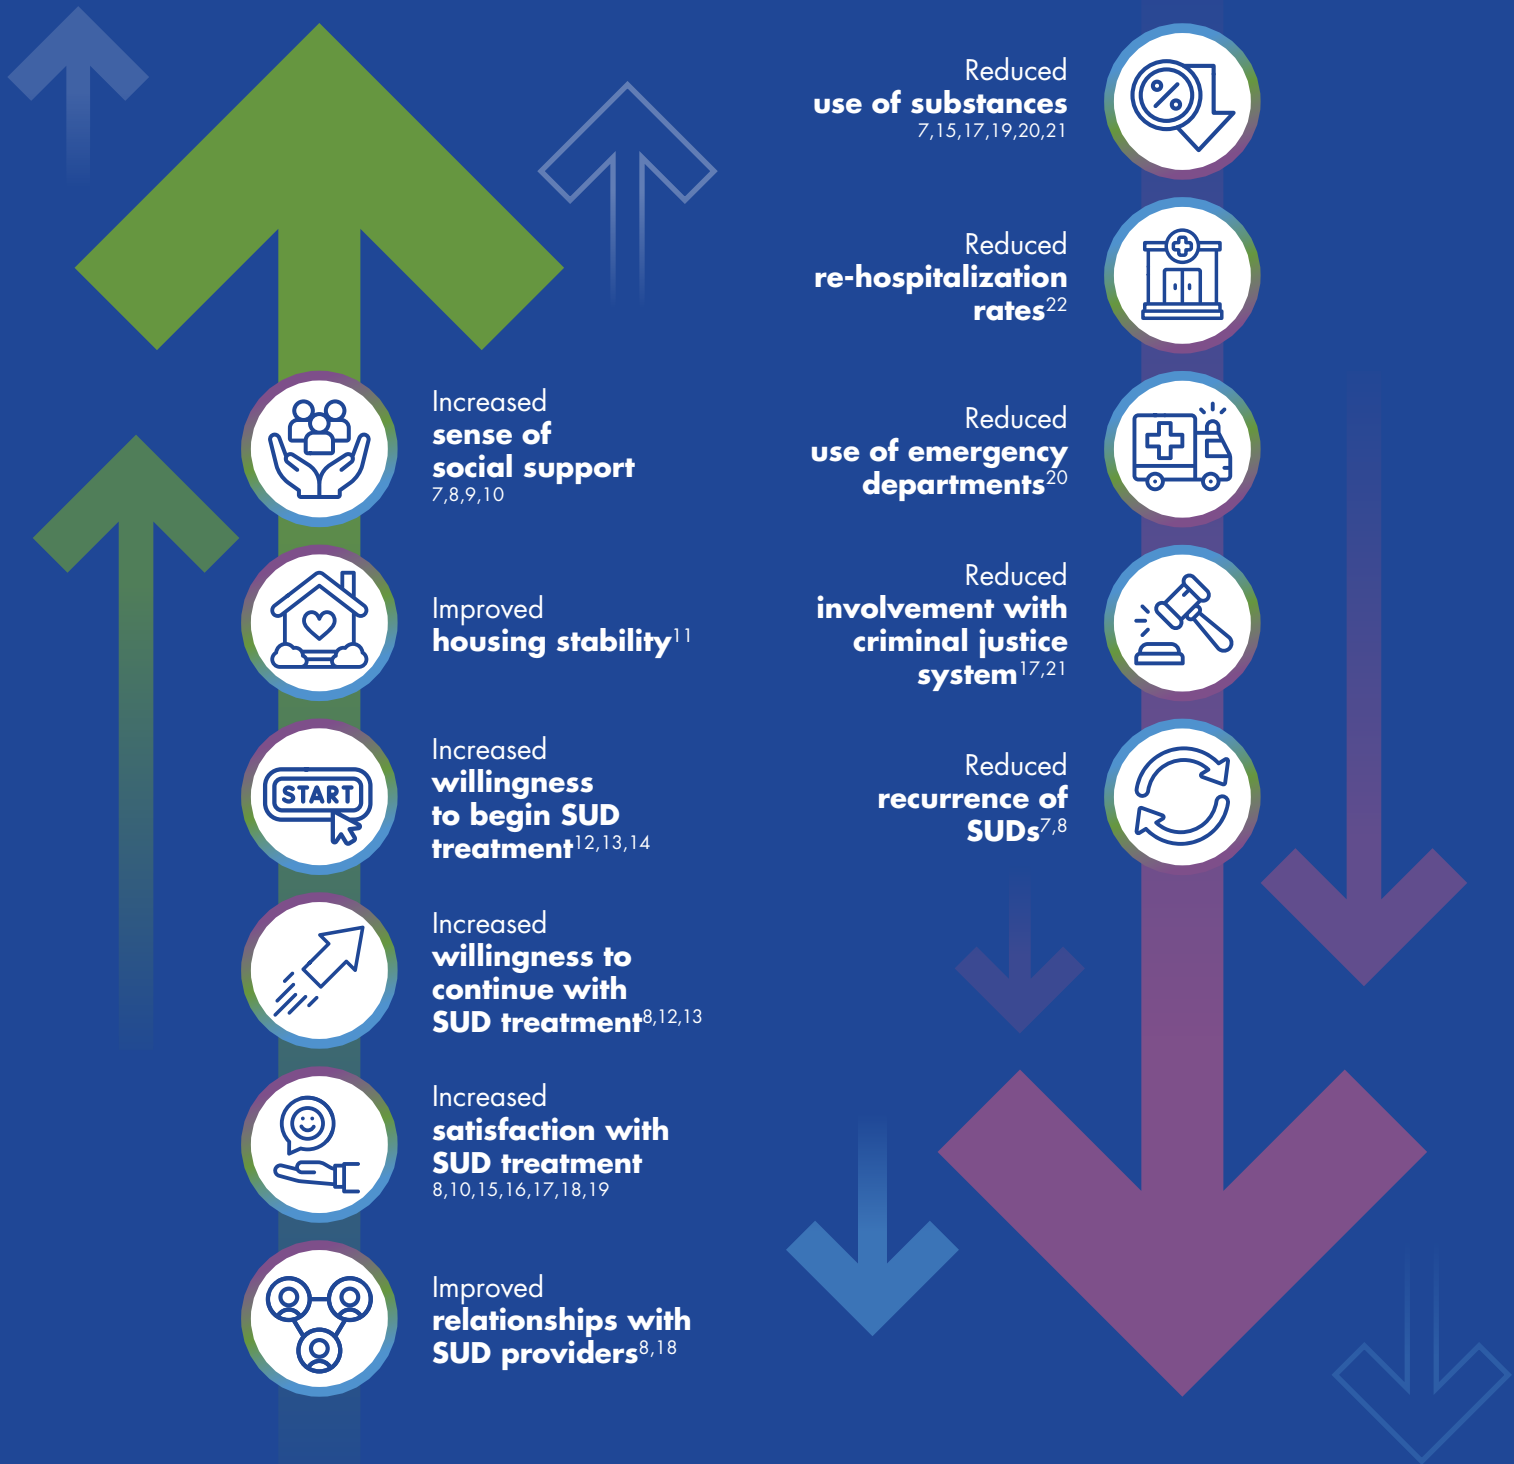 Increased
sense of
social support
7,8,9,10
Improved
housing stability11
Increased
willingness
to begin SUD
treatment12,13,14
START
Increased
willingness to
continue with
SUD treatment8,12,13
Increased
satisfaction with
SUD treatment
8,10,15,16,17,18,19
Improved
relationships with
SUD providers8,18
Reduced
use of substances
7,15,17,19,20,21
%
Reduced
re-hospitalization
rates22
Reduced
use of emergency
departments20
Reduced
involvement with
criminal justice
system17,21
Reduced
recurrence of
SUDs7,8